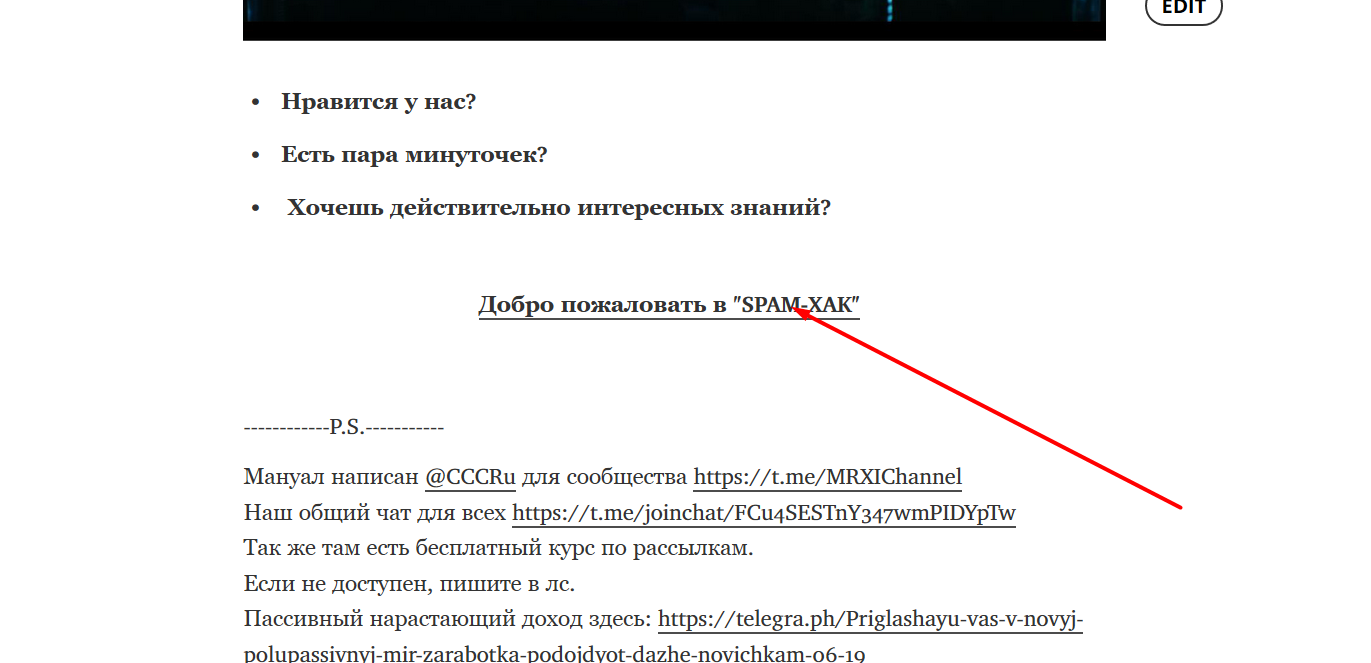 EDIT
• Нравится у нас?
• Есть пара минуточек?
• Хочешь действительно интересных знаний?
Добро пожаловать в "SPAM-ХАК"
------------P.S.-----------
Мануал написан @CCCRu для сообщества https://t.me/MRXIChannel
Наш общий чат для всех https://t.me/joinchat/FCu4SESTnY347wmPIDYpTw
Так же там есть бесплатный курс по рассылкам.
Если не доступен, пишите в лс.
Пассивный нарастающий доход здесь: https://telegra.ph/Priglashayu-vas-v-novyj-
polupassivnyj-mir-zarabotka-podojdyot-dazhe-novichkam-06-19